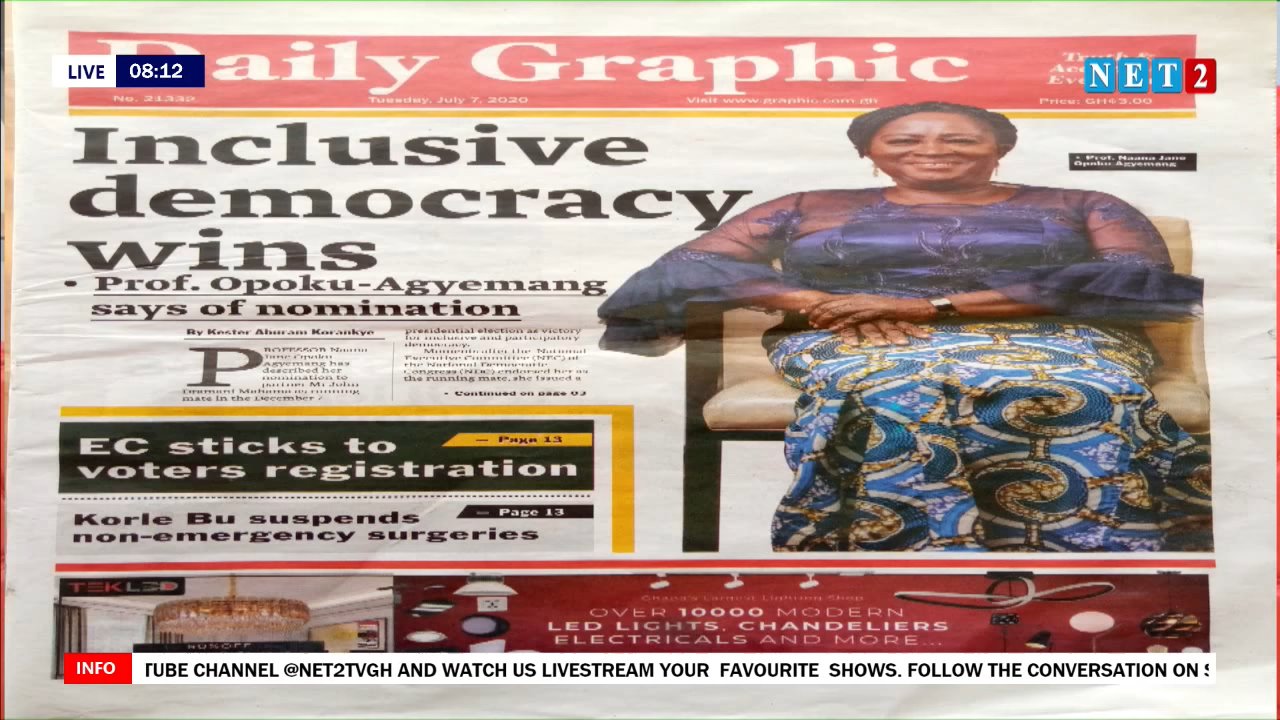 LIVE 08:12
Daily Graphic
NET2
No. 21332
Tuesday, July 7, 2020
Visit www.graphic.com.gh
Price: GH¢3.00
Inclusive
democracy
wins
• Prof. Opoku-Agyemang
says of nomination
• Prof. Naana Jane
Opoku Agyemang
By Kester Aburam Korankye
PROFESSOR Naana
Jane Opoku
Agyemang has
described her
nomination to
partner Mr John
Dramani Mahama as running
mate in the December 7
presidential election as victory
for inclusive and participatory
democracy.
Moments after the National
Executive Committee (NEC) of
the National Democratic
Congress (NDC) endorsed her as
the running mate, she issued a
• Continued on page 03
EC sticks to
voters registration
— Page 13
Korle Bu suspends
non-emergency surgeries
— Page 13
TEKLED
Ghana's Largest Lighting Shop
OVER 10000 MODERN
LED LIGHTS, CHANDELIERS
ELECTRICALS AND MORE...
INFO
TUBE CHANNEL @NET2TVGH AND WATCH US LIVESTREAM YOUR FAVOURITE SHOWS. FOLLOW THE CONVERSATION ON